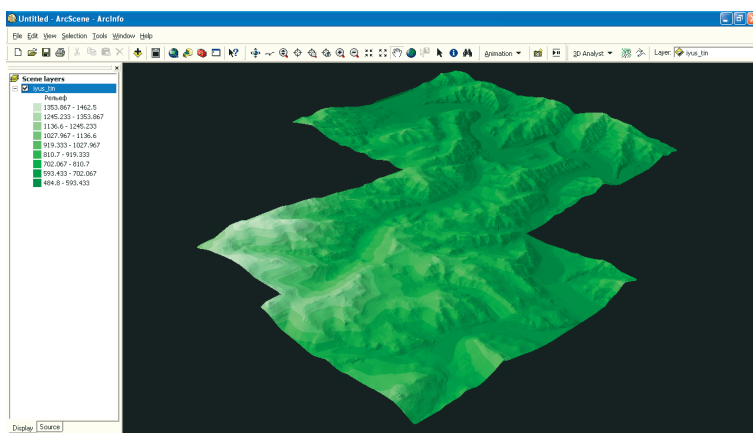 Untitled - ArcScene - ArcInfo
File Edit View Selection Tools Window Help
Animation 3D Analyst Layer: iyus_tin
Scene layers
iyus_tin
Рельеф
1353.867 - 1462.5
1245.233 - 1353.867
1136.6 - 1245.233
1027.967 - 1136.6
919.333 - 1027.967
810.7 - 919.333
702.067 - 810.7
593.433 - 702.067
484.8 - 593.433
Display Source